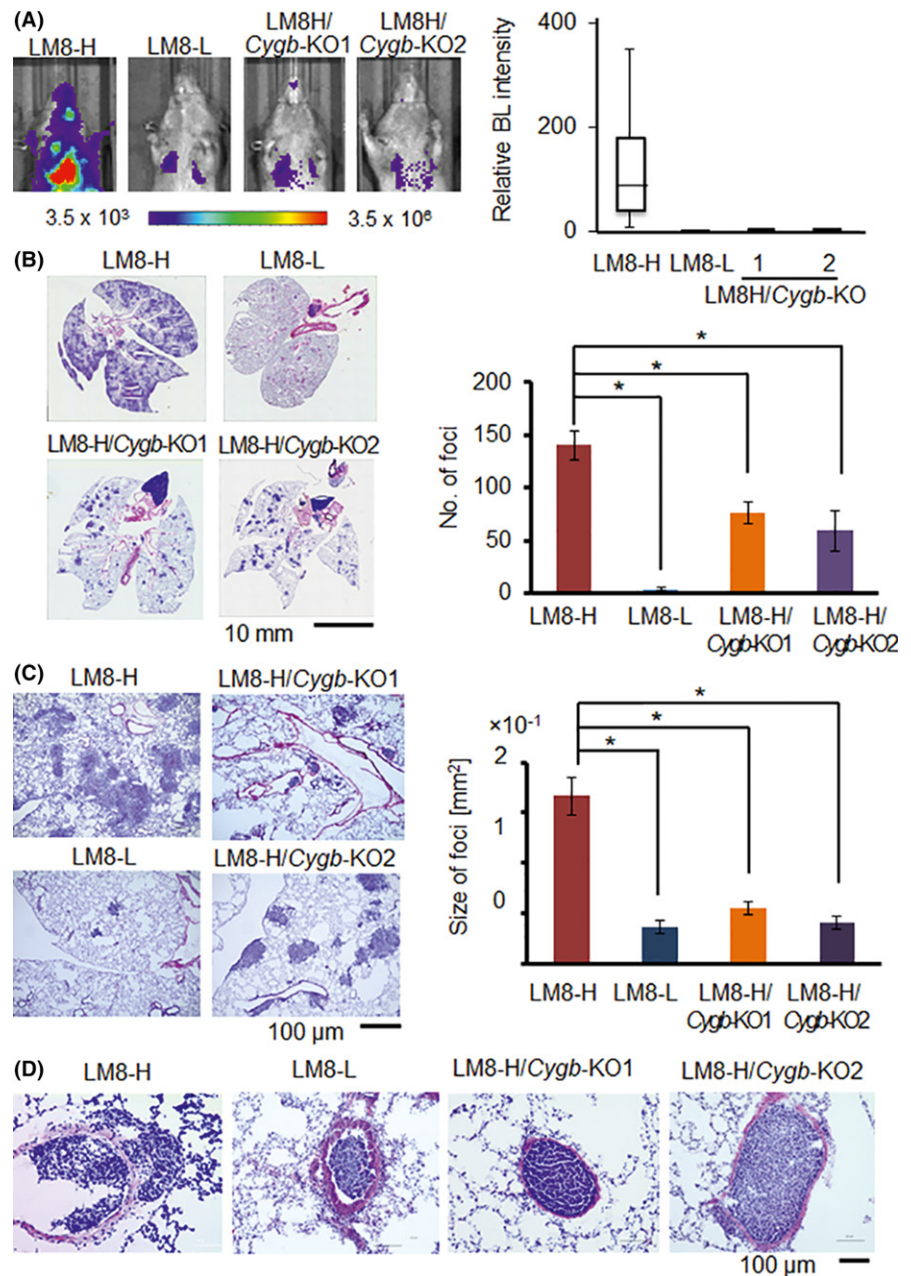 (A)
LM8-H
LM8-L
LM8H/
Cygb-KO1
LM8H/
Cygb-KO2
3.5 x 10³
3.5 x 10⁶
Relative BL intensity
400
200
0
LM8-H
LM8-L
1
2
LM8H/Cygb-KO
(B)
LM8-H
LM8-L
LM8-H/Cygb-KO1
LM8-H/Cygb-KO2
10 mm
No. of foci
200
150
100
50
0
*
*
*
LM8-H
LM8-L
LM8-H/
Cygb-KO1
LM8-H/
Cygb-KO2
(C)
LM8-H
LM8-H/Cygb-KO1
LM8-L
LM8-H/Cygb-KO2
100 µm
Size of foci [mm²]
×10⁻¹
2
1
0
*
*
*
LM8-H
LM8-L
LM8-H/
Cygb-KO1
LM8-H/
Cygb-KO2
(D)
LM8-H
LM8-L
LM8-H/Cygb-KO1
LM8-H/Cygb-KO2
100 µm